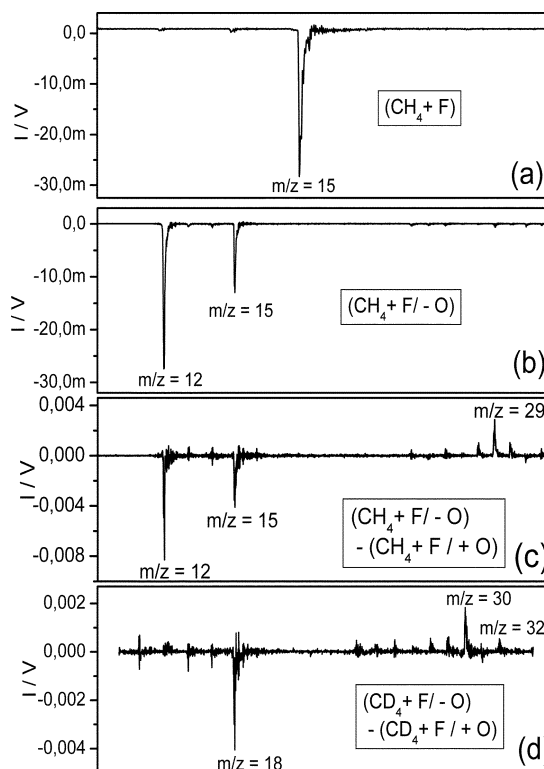 0,0
-10,0m
-20,0m
-30,0m
I / V
(CH4+ F)
m/z = 15
(a)
0,0
-10,0m
-20,0m
-30,0m
I / V
m/z = 15
(CH4+ F/ - O)
m/z = 12
(b)
0,004
0,000
-0,004
-0,008
I / V
m/z = 29
m/z = 15
(CH4+ F/ - O)
- (CH4+ F / + O)
m/z = 12
(c)
0,002
0,000
-0,002
-0,004
I / V
m/z = 30
m/z = 32
(CD4+ F/ - O)
- (CD4+ F / + O)
m/z = 18
(d)